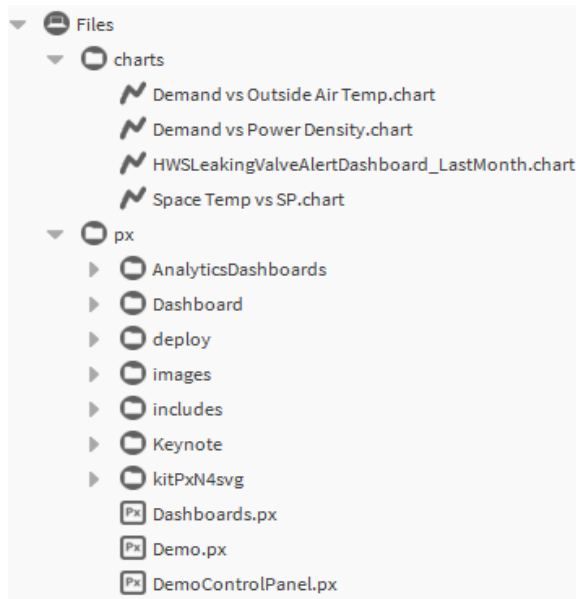 Files
charts
Demand vs Outside Air Temp.chart
Demand vs Power Density.chart
HWSLeakingValveAlertDashboard_LastMonth.chart
Space Temp vs SP.chart
px
AnalyticsDashboards
Dashboard
deploy
images
includes
Keynote
kitPxN4svg
Px Dashboards.px
Px Demo.px
Px DemoControlPanel.px